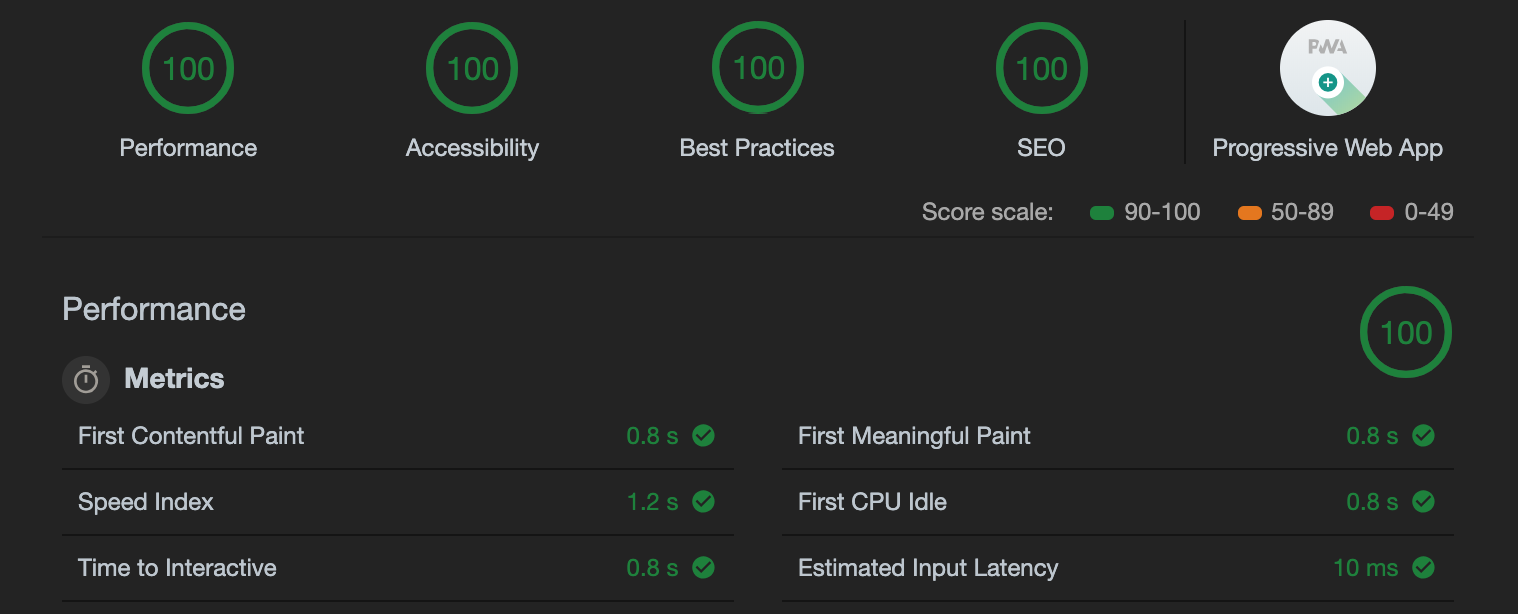 100 100 100 100 PWA
Performance Accessibility Best Practices SEO Progressive Web App
Score scale: 90-100 50-89 0-49
Performance 100
Metrics
First Contentful Paint 0.8 s First Meaningful Paint 0.8 s
Speed Index 1.2 s First CPU Idle 0.8 s
Time to Interactive 0.8 s Estimated Input Latency 10 ms